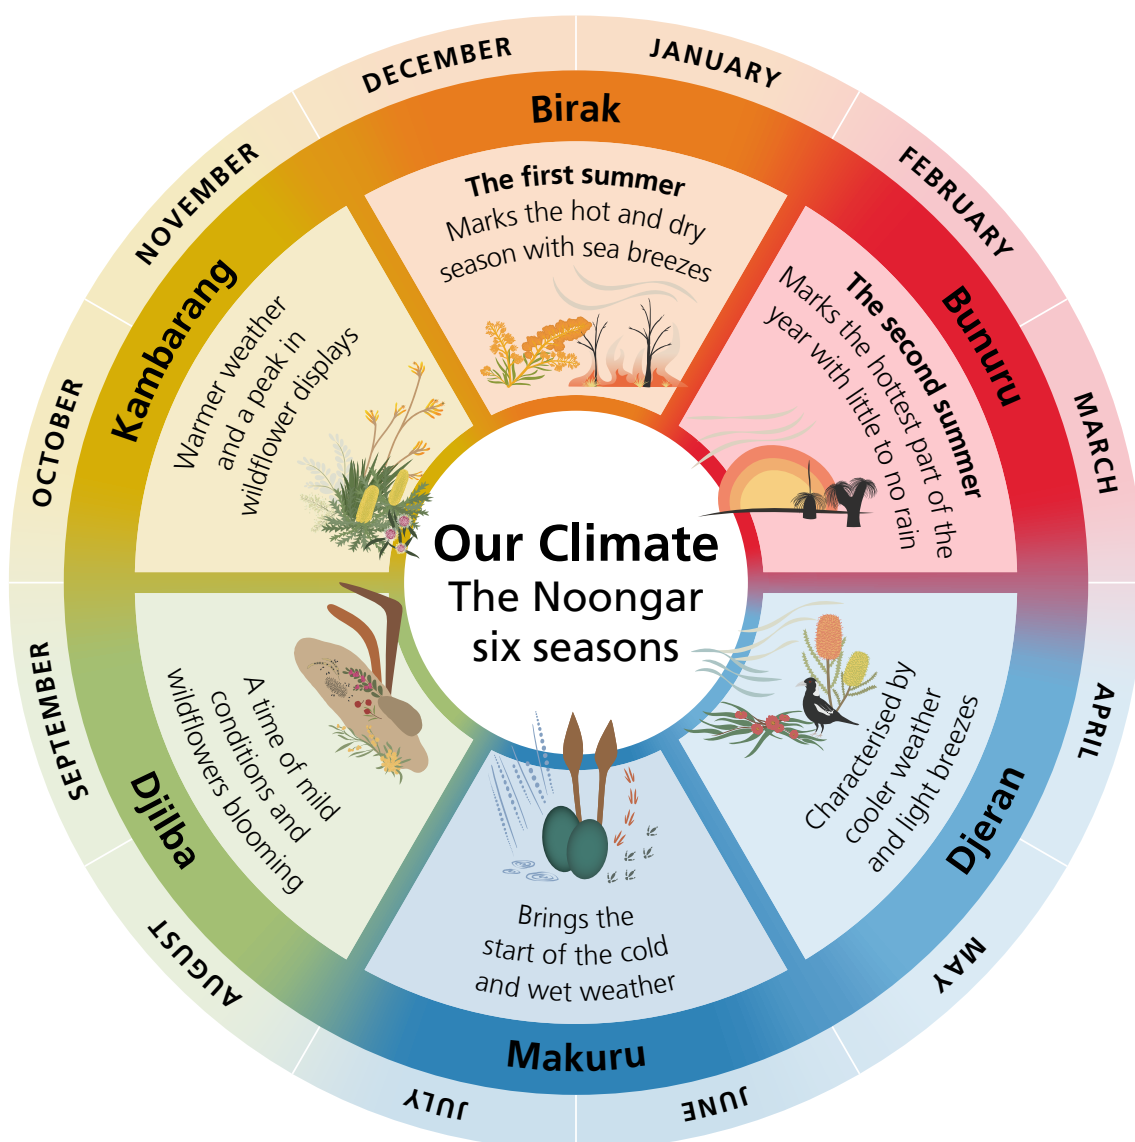 Our Climate
The Noongar
six seasons
DECEMBER
JANUARY
Birak
The first summer
Marks the hot and dry
season with sea breezes
FEBRUARY
MARCH
Bunuru
The second summer
Marks the hottest part of the
year with little to no rain
APRIL
MAY
Djeran
Characterised by
cooler weather
and light breezes
JUNE
JULY
Makuru
Brings the
start of the cold
and wet weather
AUGUST
SEPTEMBER
Djilba
A time of mild
conditions and
wildflowers blooming
OCTOBER
NOVEMBER
Kambarang
Warmer weather
and a peak in
wildflower displays